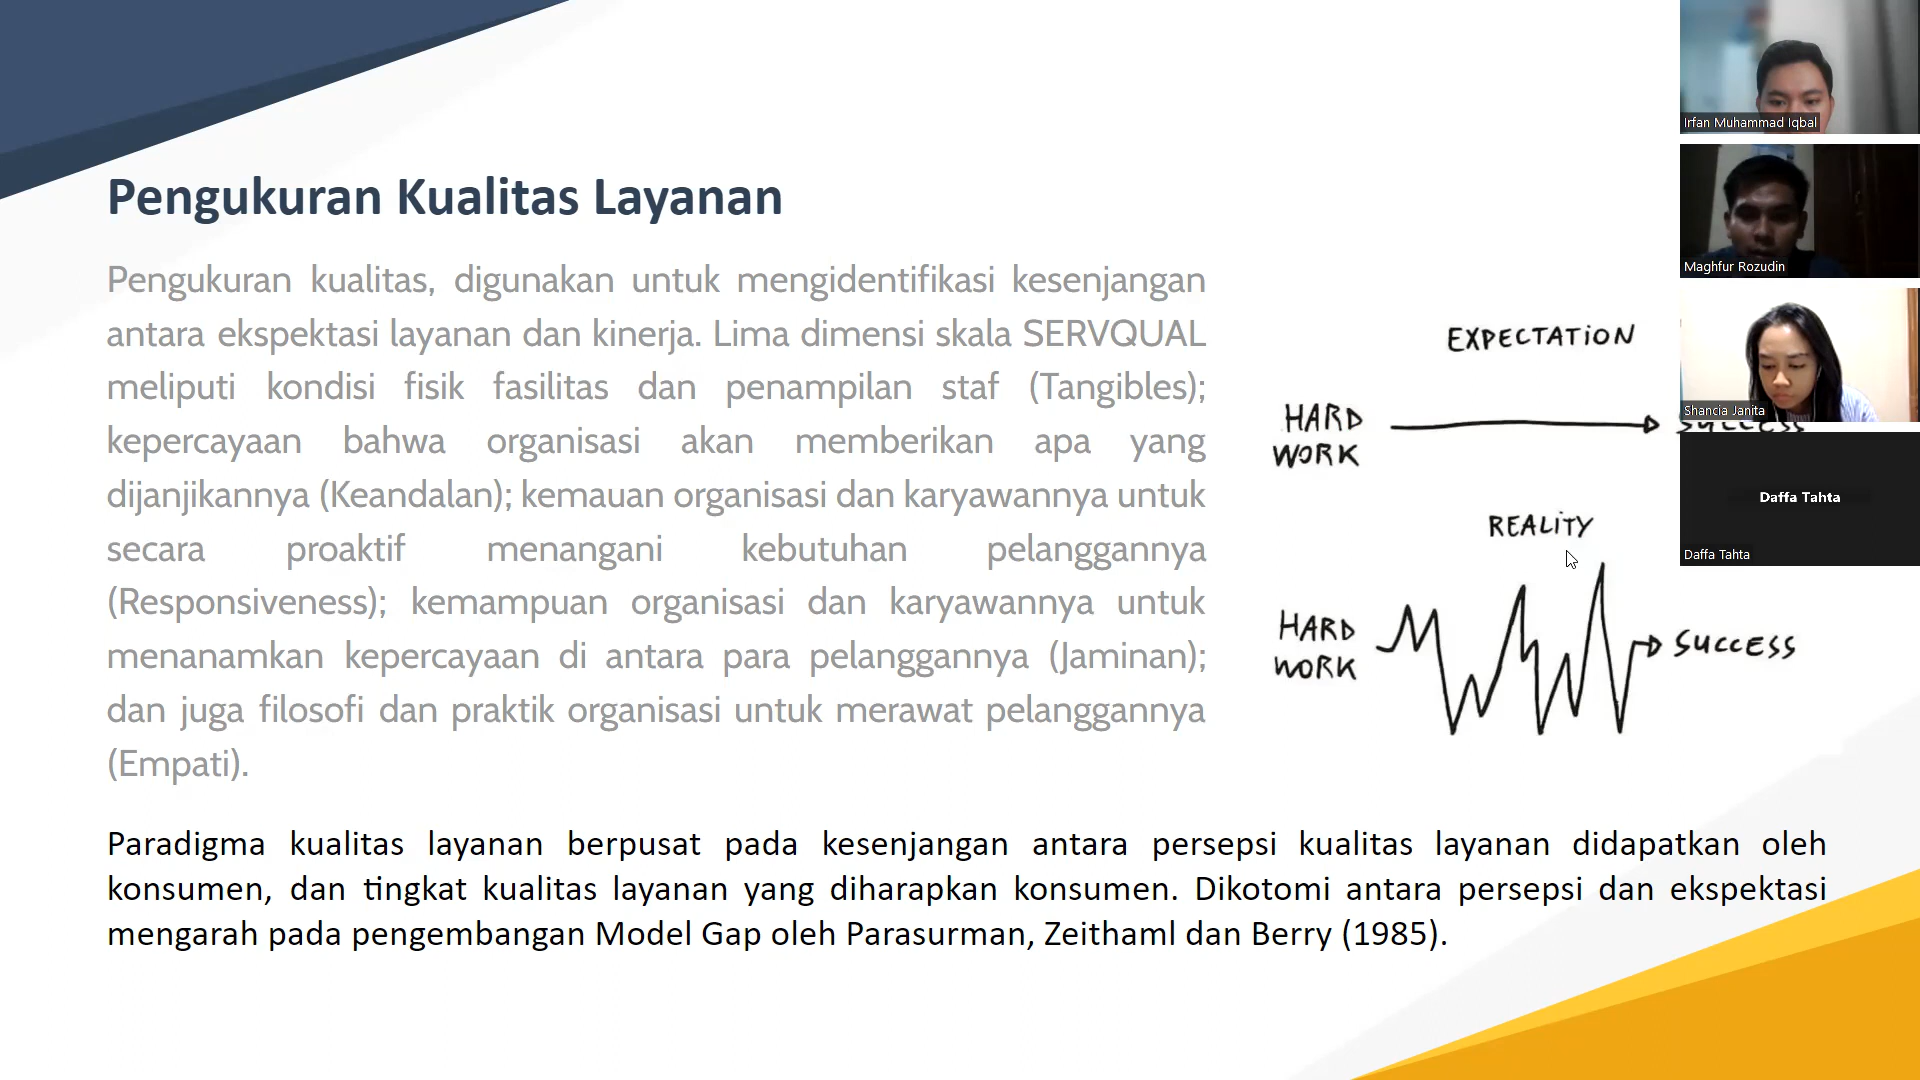 Pengukuran Kualitas Layanan
Pengukuran kualitas, digunakan untuk mengidentifikasi kesenjangan
antara ekspektasi layanan dan kinerja. Lima dimensi skala SERVQUAL
meliputi kondisi fisik fasilitas dan penampilan staf (Tangibles);
kepercayaan bahwa organisasi akan memberikan apa yang
dijanjikannya (Keandalan); kemauan organisasi dan karyawannya untuk
secara proaktif menangani kebutuhan pelanggannya
(Responsiveness); kemampuan organisasi dan karyawannya untuk
menanamkan kepercayaan di antara para pelanggannya (Jaminan);
dan juga filosofi dan praktik organisasi untuk merawat pelanggannya
(Empati).
Paradigma kualitas layanan berpusat pada kesenjangan antara persepsi kualitas layanan didapatkan oleh
konsumen, dan tingkat kualitas layanan yang diharapkan konsumen. Dikotomi antara persepsi dan ekspektasi
mengarah pada pengembangan Model Gap oleh Parasurman, Zeithaml dan Berry (1985).
EXPECTATION
HARD
WORK
SUCCESS
REALITY
HARD
WORK
SUCCESS
Irfan Muhammad Iqbal
Maghfur Rozudin
Shancia Janita
Daffa Tahta
Daffa Tahta